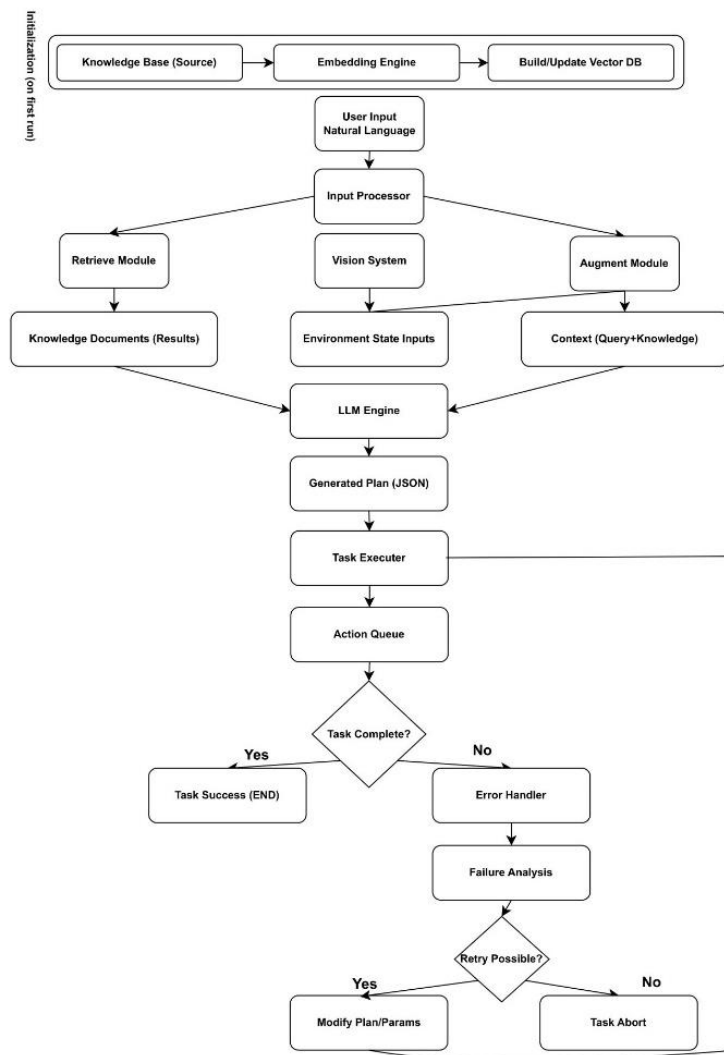 Initialization (on first run)
Knowledge Base (Source)
Embedding Engine
Build/Update Vector DB
User Input
Natural Language
Input Processor
Retrieve Module
Vision System
Augment Module
Knowledge Documents (Results)
Environment State Inputs
Context (Query+Knowledge)
LLM Engine
Generated Plan (JSON)
Task Executer
Action Queue
Task Complete?
Yes
No
Task Success (END)
Error Handler
Failure Analysis
Retry Possible?
Yes
No
Modify Plan/Params
Task Abort